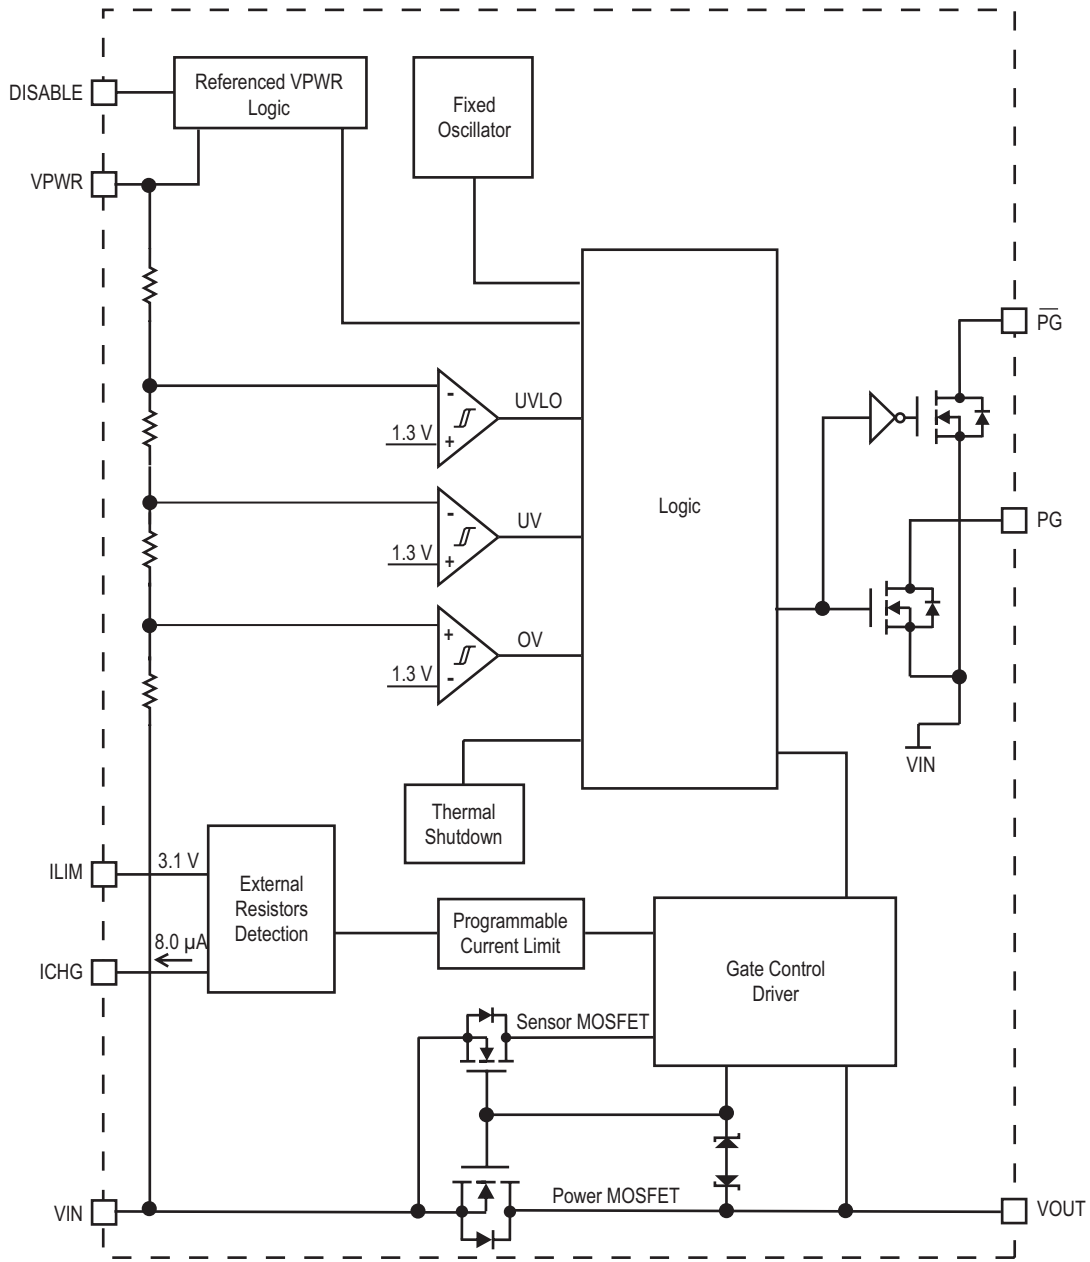 DISABLE
Referenced VPWR
Logic
Fixed
Oscillator
VPWR
PG
UVLO
-
1.3 V
+
PG
UV
-
1.3 V
+
Logic
OV
+
1.3 V
-
VIN
Thermal
Shutdown
ILIM
3.1 V
External
Resistors
Detection
Programmable
Current Limit
8.0 µA
ICHG
Gate Control
Driver
Sensor MOSFET
Power MOSFET
VIN
VOUT